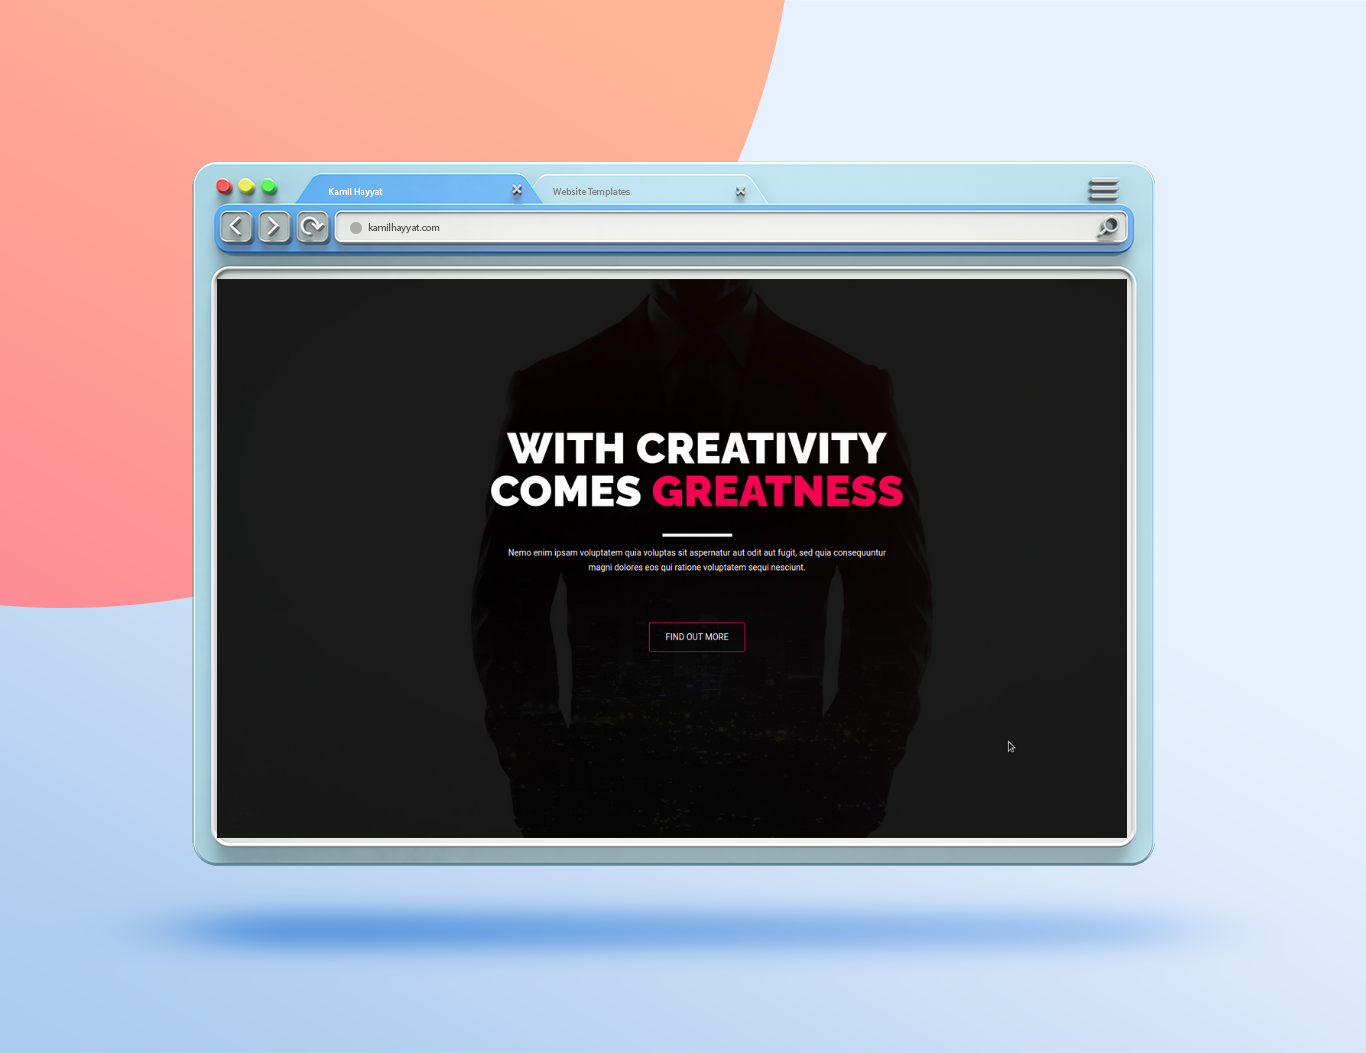 Kamil Hayyat
Website Templates
kamilhayyat.com
WITH CREATIVITY
COMES GREATNESS
Nemo enim ipsam voluptatem quia voluptas sit aspernatur aut odit aut fugit, sed quia consequuntur
magni dolores eos qui ratione voluptatem sequi nesciunt.
FIND OUT MORE